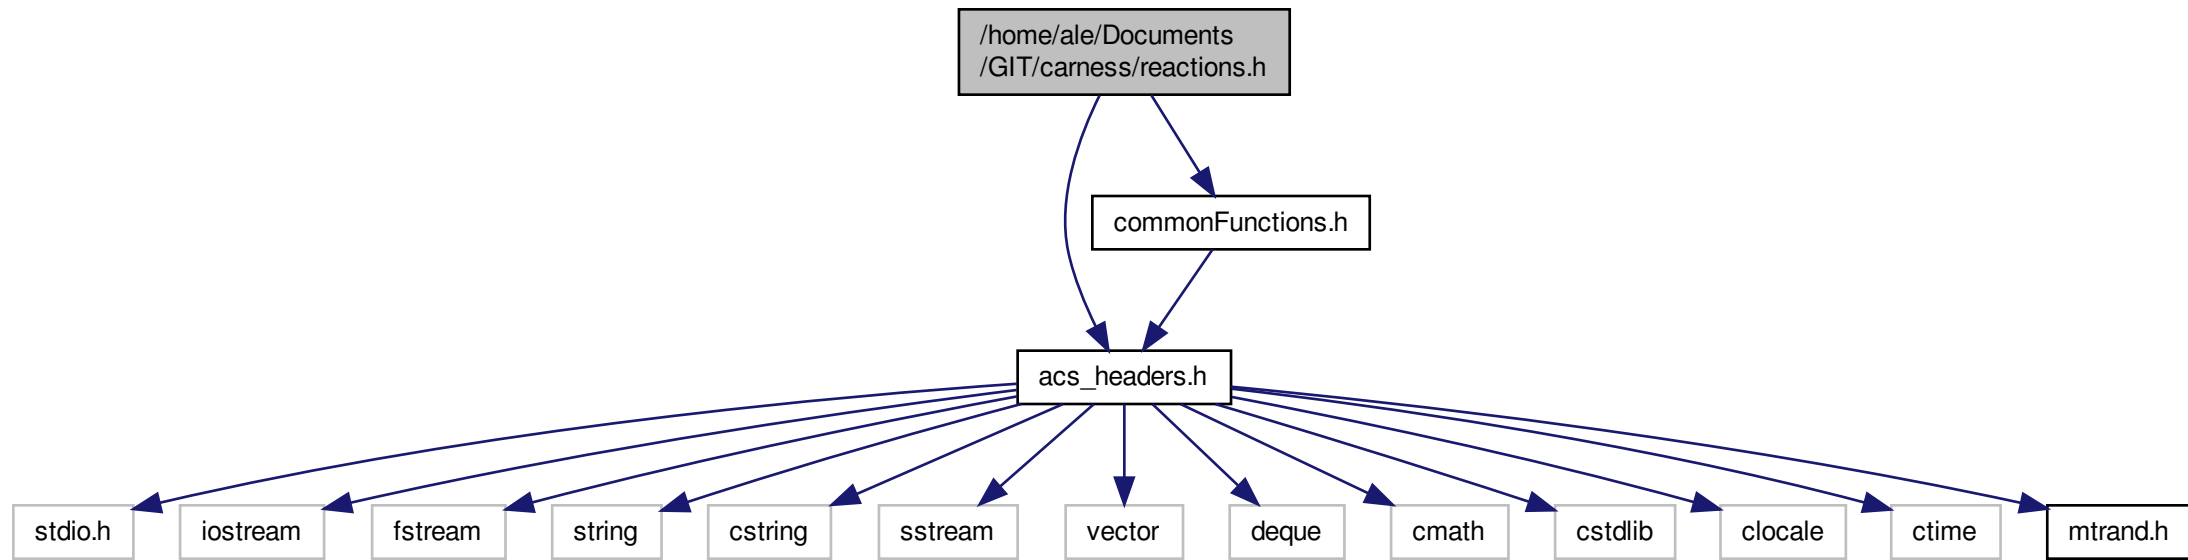 /home/ale/Documents
/GIT/carness/reactions.h
commonFunctions.h
acs_headers.h
stdio.h
iostream
fstream
string
cstring
sstream
vector
deque
cmath
cstdlib
clocale
ctime
mtrand.h